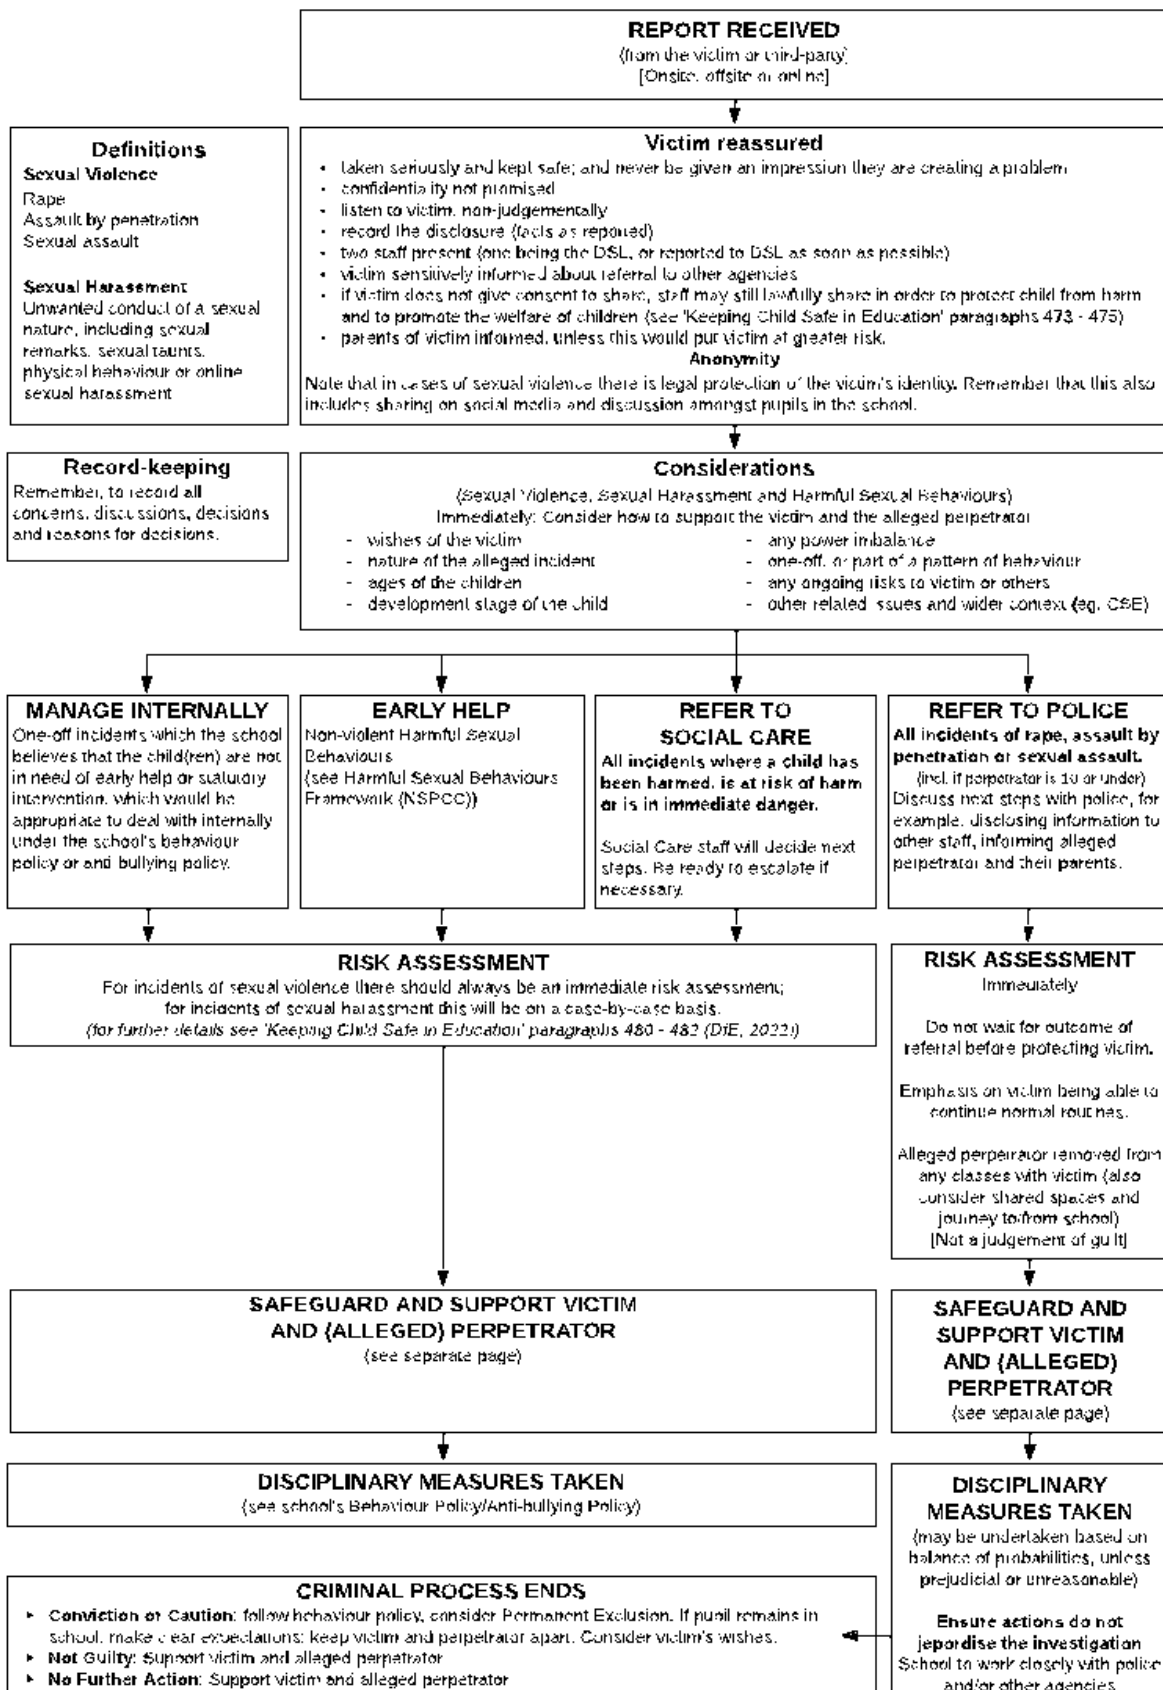 REPORT RECEIVED
(from the victim or third-party)
[Onsite, offsite or online]
Definitions
Sexual Violence
Rape
Assault by penetration
Sexual assault
Sexual Harassment
Unwanted conduct of a sexual
nature, including sexual
remarks, sexual taunts,
physical behaviour or online
sexual harassment
Victim reassured
• taken seriously and kept safe; and never be given an impression they are creating a problem
• confidentiality not promised
• listen to victim, non-judgementally
• record the disclosure (facts as reported)
• two staff present (one being the DSL, or reported to DSL as soon as possible)
• victim sensitively informed about referral to other agencies
• if victim does not give consent to share, staff may still lawfully share in order to protect child from harm
and to promote the welfare of children (see 'Keeping Child Safe in Education' paragraphs 473 - 475)
• parents of victim informed, unless this would put victim at greater risk.
Anonymity
Note that in cases of sexual violence there is legal protection of the victim's identity. Remember that this also
includes sharing on social media and discussion amongst pupils in the school.
Record-keeping
Remember, to record all
concerns, discussions, decisions
and reasons for decisions.
Considerations
(Sexual Violence, Sexual Harassment and Harmful Sexual Behaviours)
Immediately: Consider how to support the victim and the alleged perpetrator
- wishes of the victim
- nature of the alleged incident
- ages of the children
- development stage of the child
- any power imbalance
- one-off, or part of a pattern of behaviour
- any ongoing risks to victim or others
- other related issues and wider context (eg. CSE)
MANAGE INTERNALLY
One-off incidents which the school
believes that the child(ren) are not
in need of early help or statutory
intervention, which would be
appropriate to deal with internally
under the school's behaviour
policy or anti bullying policy.
EARLY HELP
Non-violent Harmful Sexual
Behaviours
(see Harmful Sexual Behaviours
Framework (NSPCC))
REFER TO
SOCIAL CARE
All incidents where a child has
been harmed, is at risk of harm
or is in immediate danger.
Social Care staff will decide next
steps. Be ready to escalate if
necessary.
REFER TO POLICE
All incidents of rape, assault by
penetration or sexual assault.
(incl. if perpetrator is 10 or under)
Discuss next steps with police, for
example, disclosing information to
other staff, informing alleged
perpetrator and their parents.
RISK ASSESSMENT
For incidents of sexual violence there should always be an immediate risk assessment;
for incidents of sexual harassment this will be on a case-by-case basis.
(for further details see 'Keeping Child Safe in Education' paragraphs 480 - 482 (DfE, 2022))
RISK ASSESSMENT
Immediately
Do not wait for outcome of
referral before protecting victim.
Emphasis on victim being able to
continue normal routines.
Alleged perpetrator removed from
any classes with victim (also
consider shared spaces and
journey to/from school)
[Not a judgement of guilt]
SAFEGUARD AND SUPPORT VICTIM
AND (ALLEGED) PERPETRATOR
(see separate page)
SAFEGUARD AND
SUPPORT VICTIM
AND (ALLEGED)
PERPETRATOR
(see separate page)
DISCIPLINARY MEASURES TAKEN
(see school's Behaviour Policy/Anti-bullying Policy)
DISCIPLINARY
MEASURES TAKEN
(may be undertaken based on
balance of probabilities, unless
prejudicial or unreasonable)
Ensure actions do not
jepordise the investigation
School to work closely with police
and/or other agencies
CRIMINAL PROCESS ENDS
▸ Conviction or Caution: follow behaviour policy, consider Permanent Exclusion. If pupil remains in
school, make clear expectations; keep victim and perpetrator apart. Consider victim's wishes.
▸ Not Guilty: Support victim and alleged perpetrator
▸ No Further Action: Support victim and alleged perpetrator